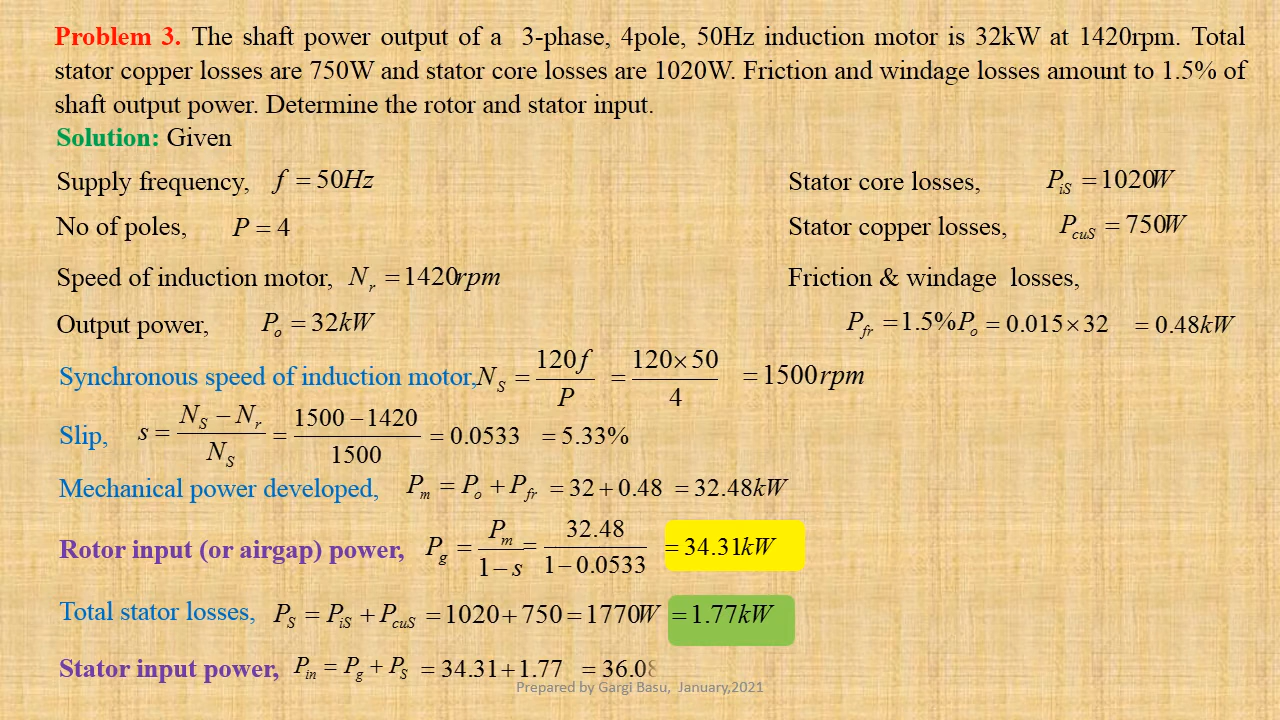 Problem 3. The shaft power output of a 3-phase, 4pole, 50Hz induction motor is 32kW at 1420rpm. Total
stator copper losses are 750W and stator core losses are 1020W. Friction and windage losses amount to 1.5% of
shaft output power. Determine the rotor and stator input.
Solution: Given
Supply frequency, f = 50Hz
Stator core losses, P_iS = 1020W
No of poles, P = 4
Stator copper losses, P_cuS = 750W
Speed of induction motor, N_r = 1420rpm
Friction & windage losses,
Output power, P_o = 32kW
P_fr = 1.5%P_o = 0.015×32 = 0.48kW
Synchronous speed of induction motor, N_S = 120f/P = 120×50/4 = 1500rpm
Slip, s = (N_S − N_r)/N_S = (1500−1420)/1500 = 0.0533 = 5.33%
Mechanical power developed, P_m = P_o + P_fr = 32+0.48 = 32.48kW
Rotor input (or airgap) power, P_g = P_m/(1−s) = 32.48/(1−0.0533) = 34.31kW
Total stator losses, P_S = P_iS + P_cuS = 1020+750 = 1770W = 1.77kW
Stator input power, P_in = P_g + P_S = 34.31+1.77 = 36.08
Prepared by Gargi Basu, January,2021